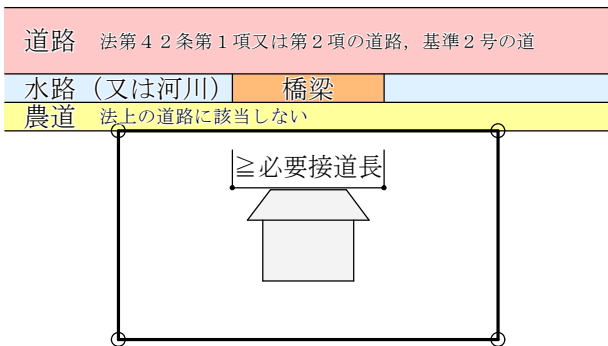 道路 法第４２条第１項又は第２項の道路，基準２号の道
水路（又は河川） 橋梁
農道 法上の道路に該当しない
≧必要接道長